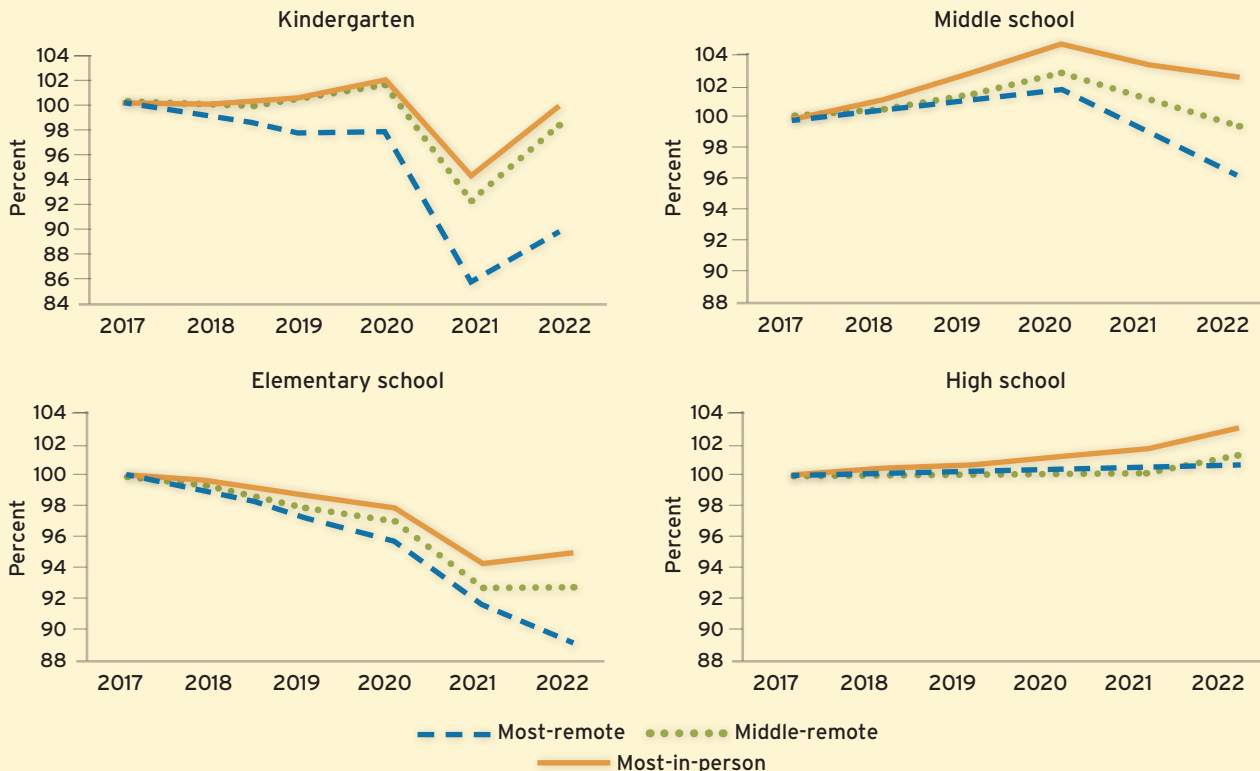 Kindergarten
Percent
104
102
100
98
96
94
92
90
88
86
84
2017 2018 2019 2020 2021 2022
Middle school
Percent
104
102
100
98
96
94
92
90
88
2017 2018 2019 2020 2021 2022
Elementary school
Percent
104
102
100
98
96
94
92
90
88
2017 2018 2019 2020 2021 2022
High school
Percent
104
102
100
98
96
94
92
90
88
2017 2018 2019 2020 2021 2022
Most-remote Middle-remote
Most-in-person